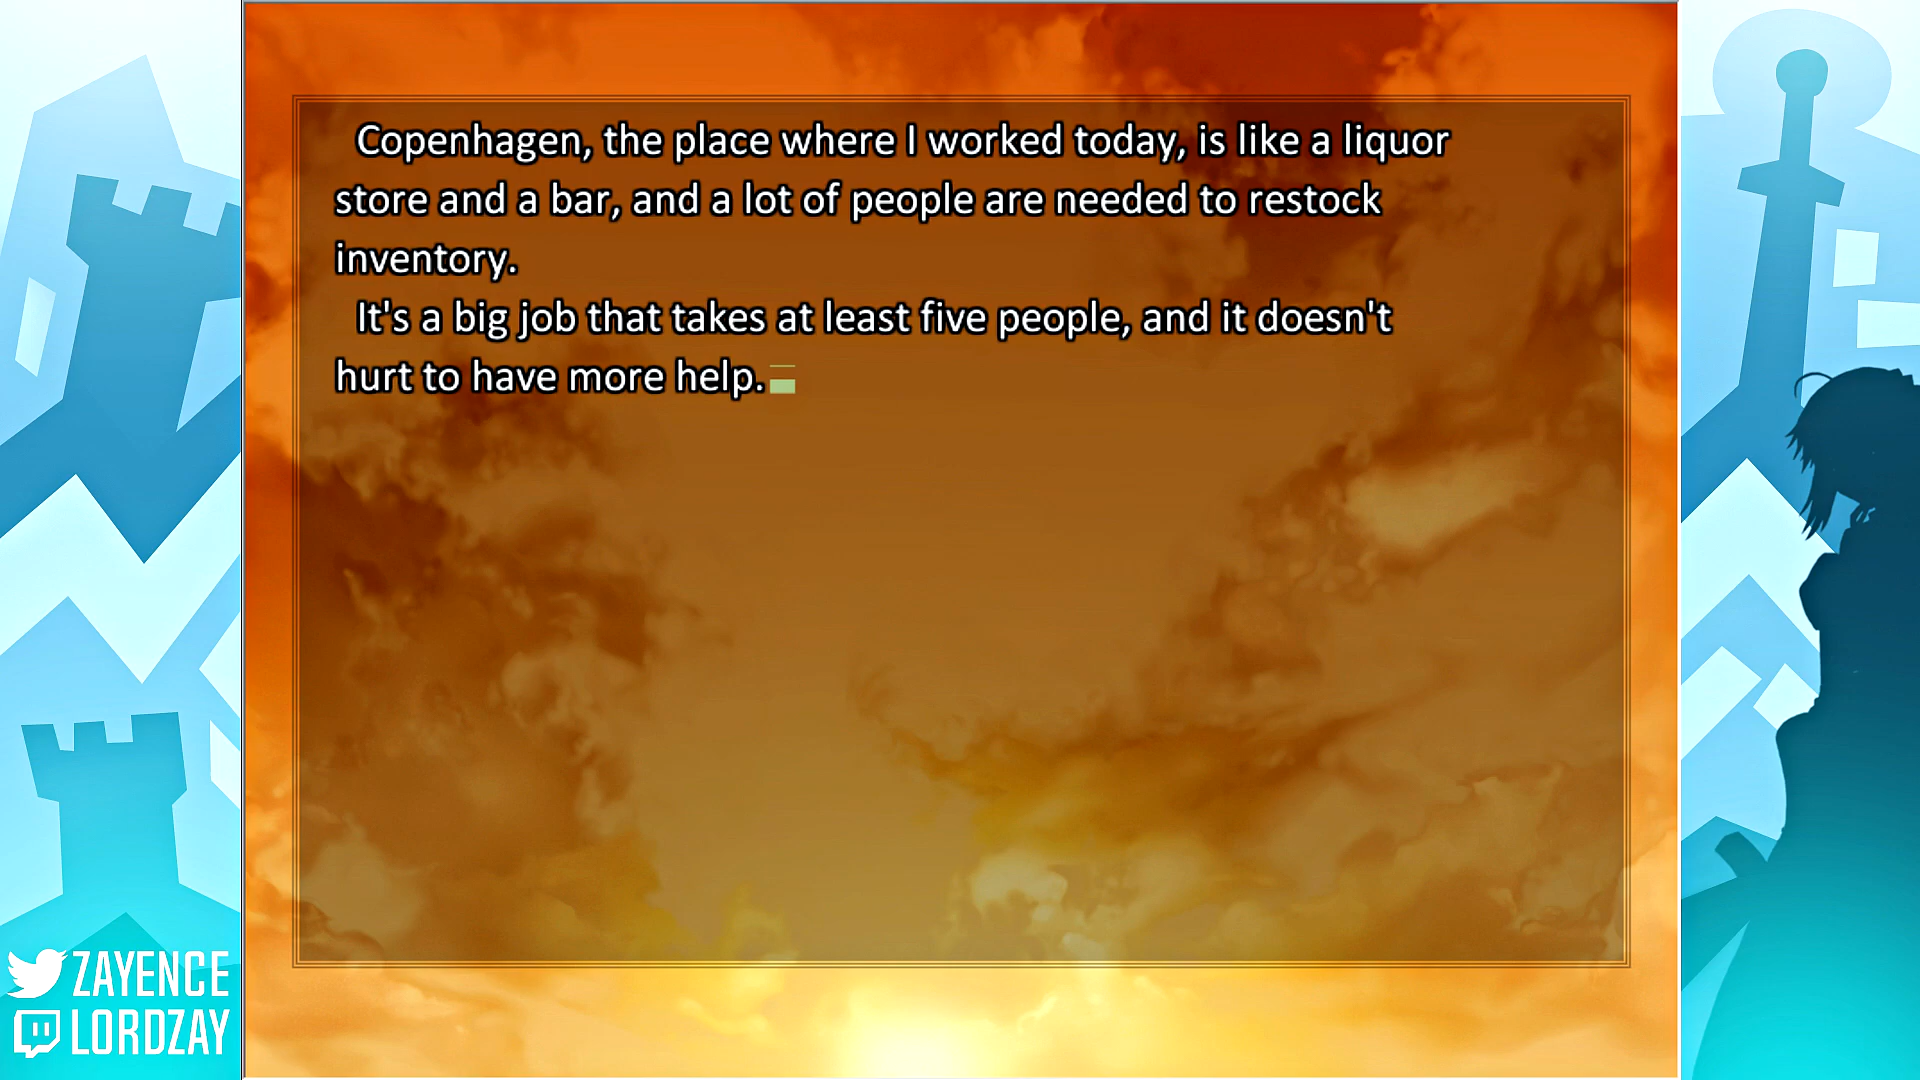 Copenhagen, the place where I worked today, is like a liquor
store and a bar, and a lot of people are needed to restock
inventory.
It's a big job that takes at least five people, and it doesn't
hurt to have more help.
ZAYENCE
LORDZAY